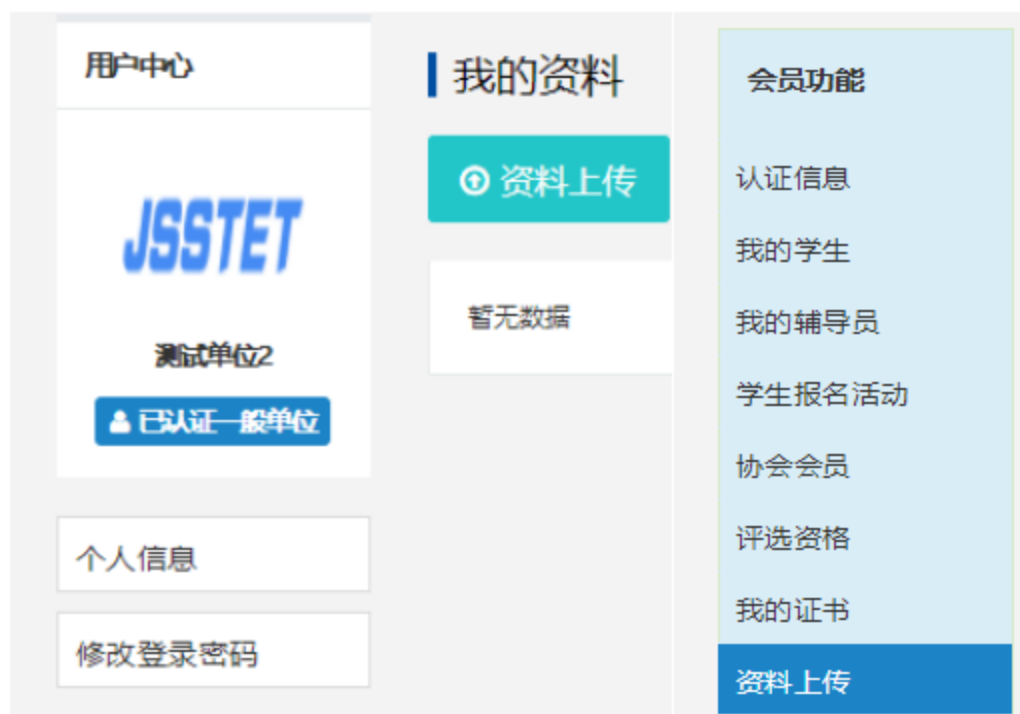 用户中心
JSSTET
测试单位2
已认证一般单位
个人信息
修改登录密码
我的资料
资料上传
暂无数据
会员功能
认证信息
我的学生
我的辅导员
学生报名活动
协会会员
评选资格
我的证书
资料上传